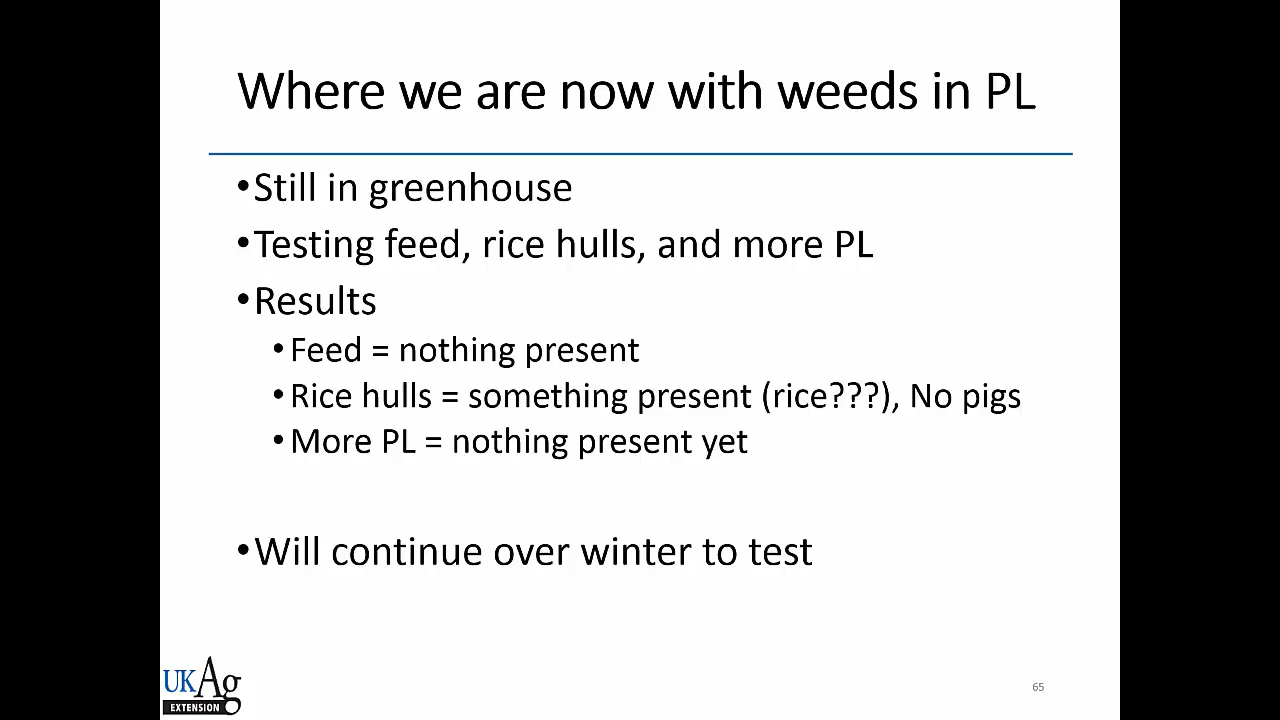 Where we are now with weeds in PL
•Still in greenhouse
•Testing feed, rice hulls, and more PL
•Results
•Feed = nothing present
•Rice hulls = something present (rice???), No pigs
•More PL = nothing present yet
•Will continue over winter to test
UKAg
EXTENSION
65